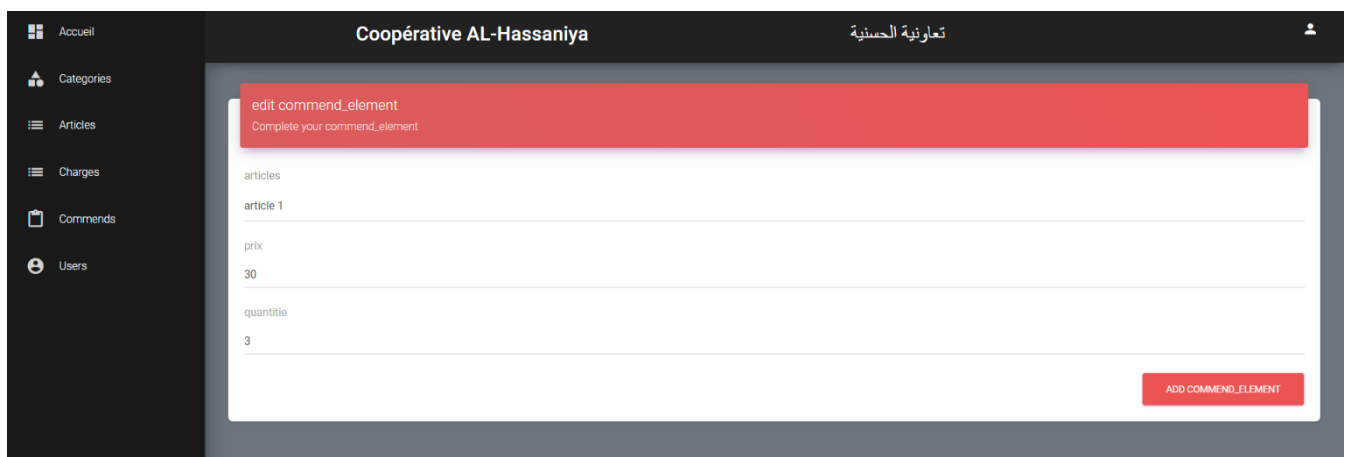 Accueil
Coopérative AL-Hassaniya
تعاونية الحسنية
Categories
Articles
Charges
Commends
Users
edit commend_element
Complete your commend_element
articles
article 1
prix
30
quantitie
3
ADD COMMEND_ELEMENT